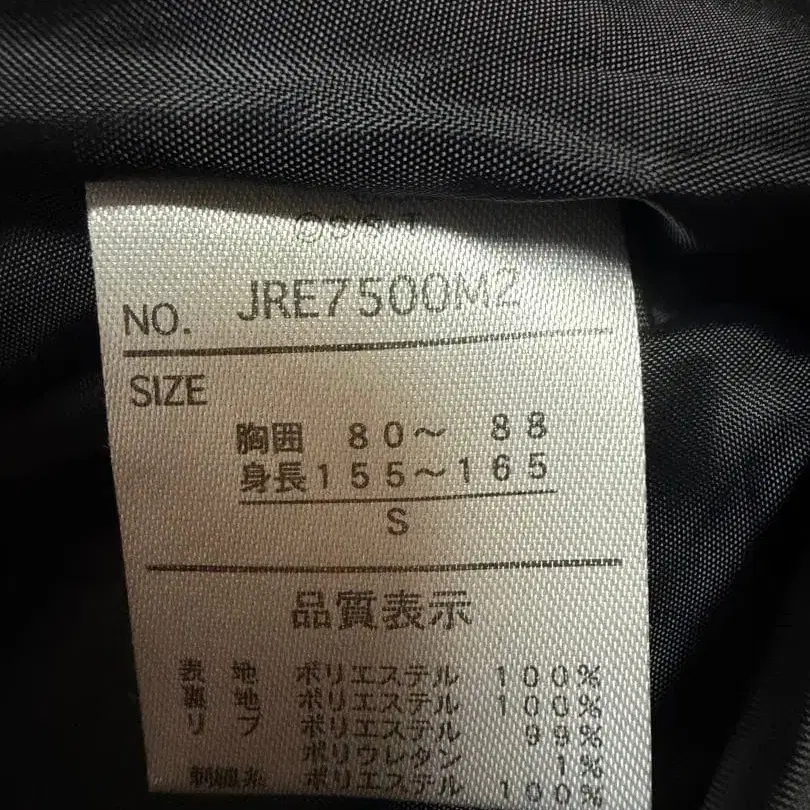 NO. JRE7500M2
SIZE
胸囲 80～ 88
身長155～165
S
品質表示
表 地 ポリエステル 100%
裏 地 ポリエステル 100%
リ ブ ポリエステル 99%
ポリウレタン 1%
刺繍糸 ポリエステル 100%